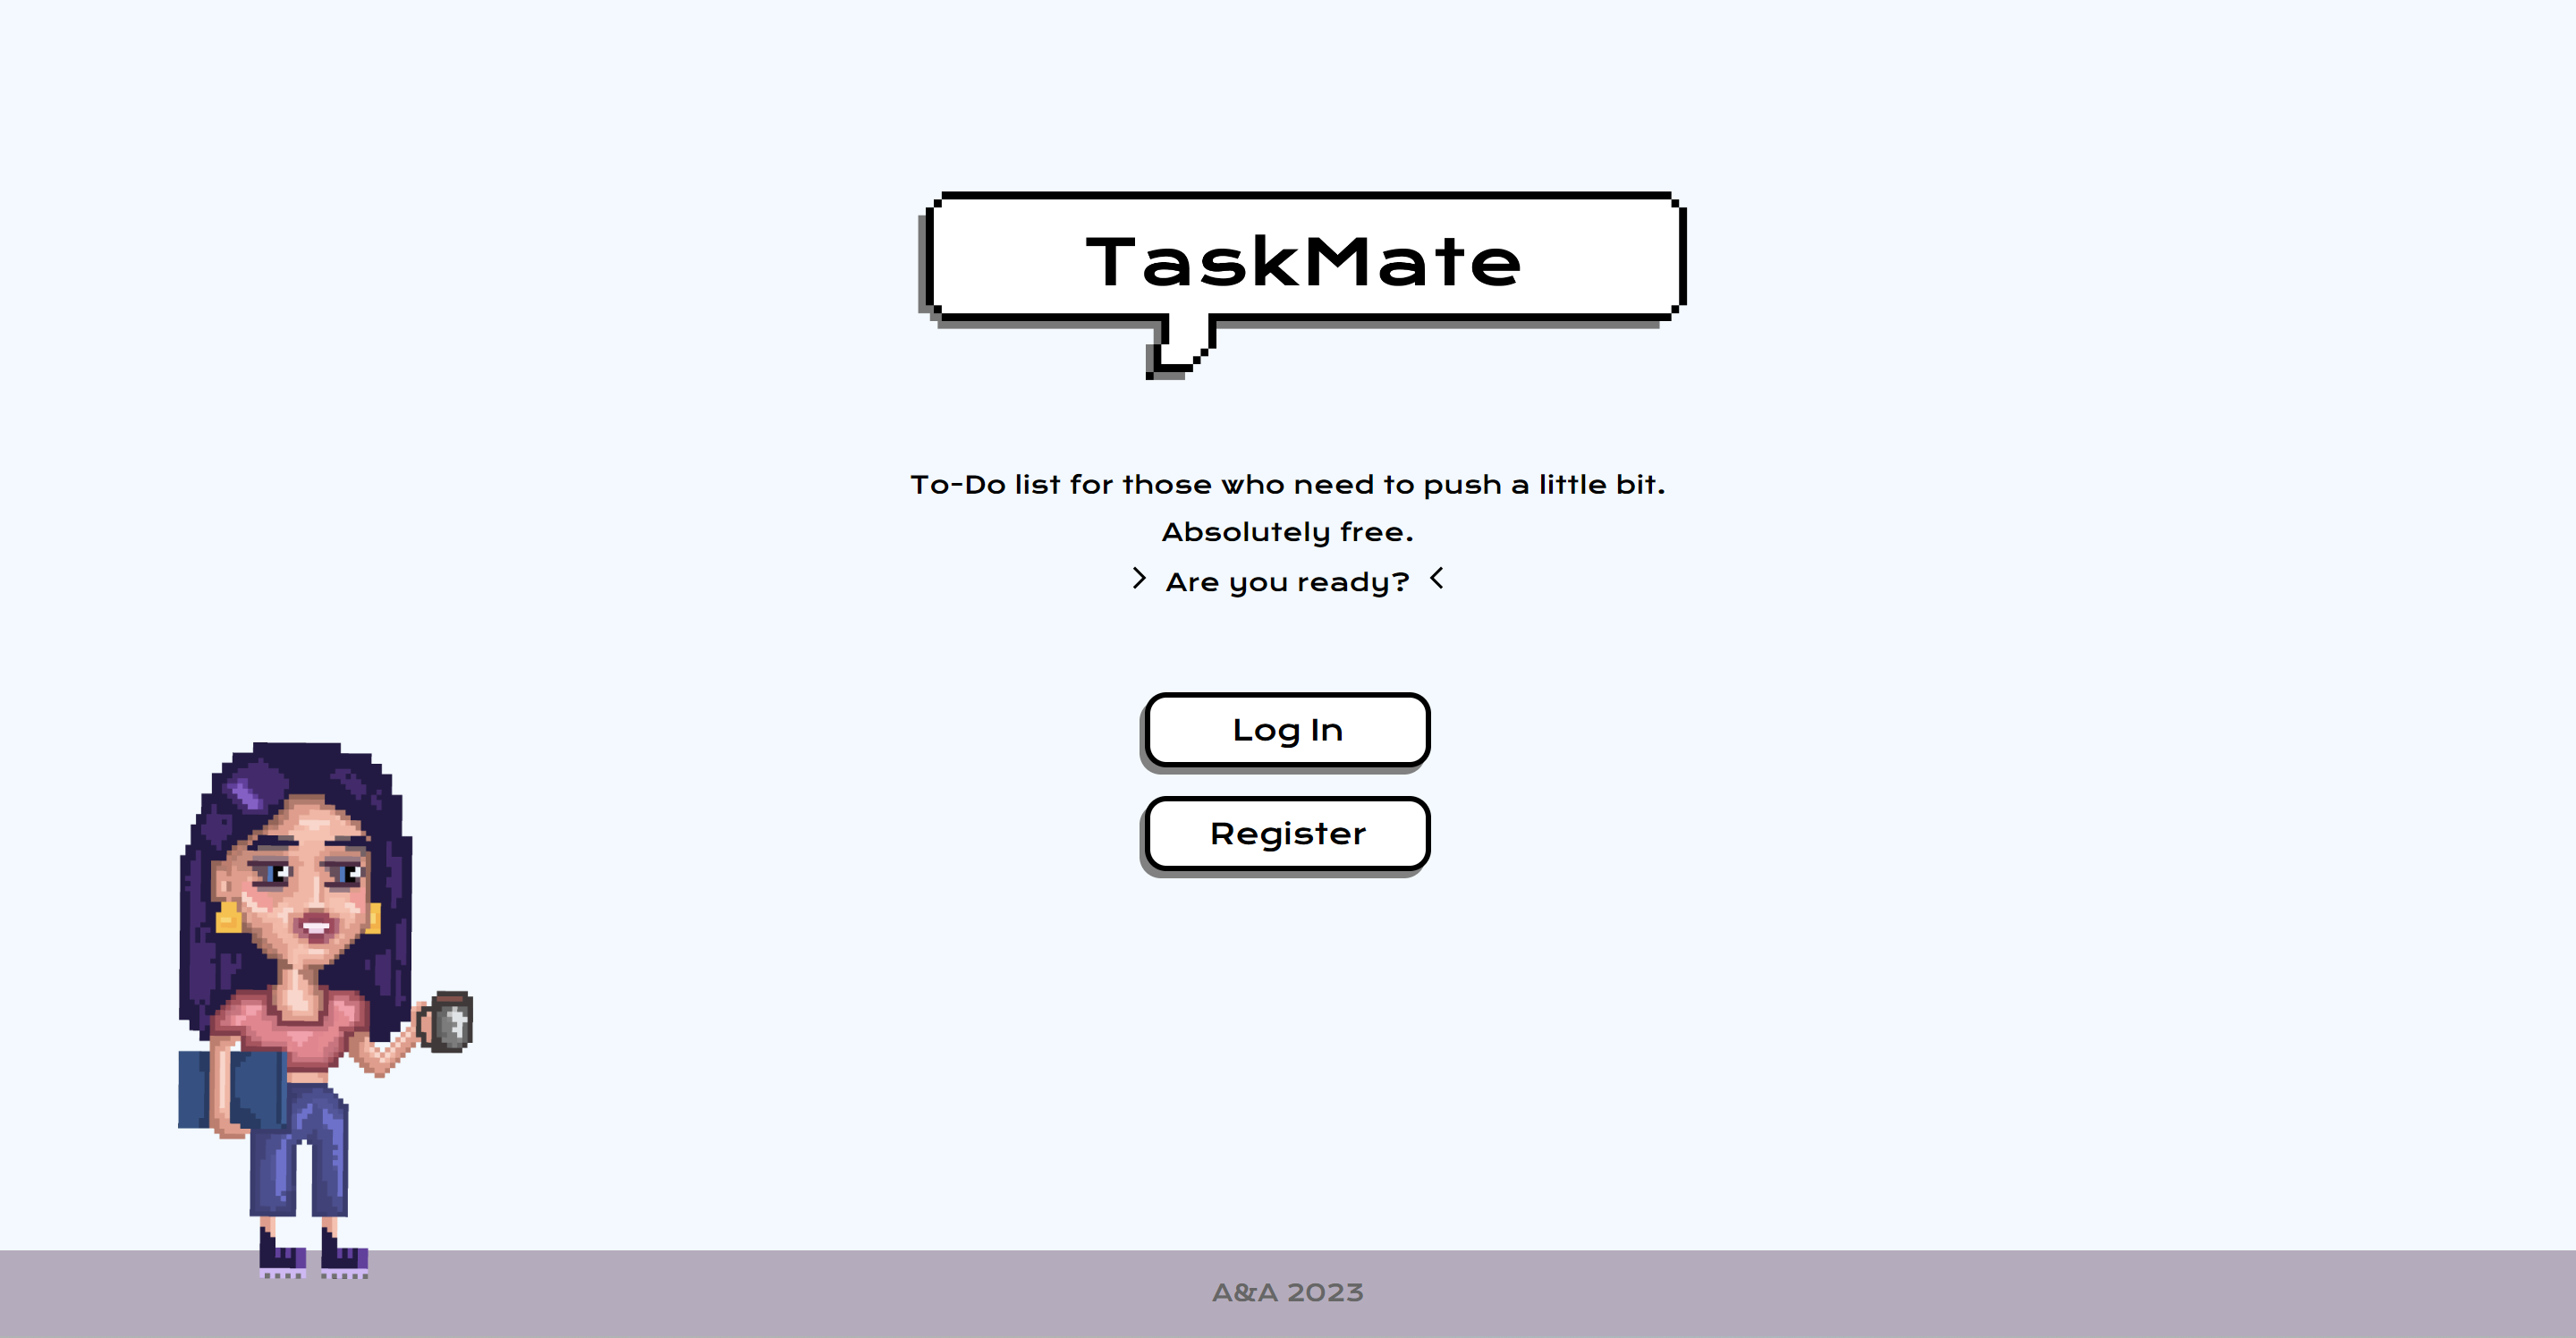 TaskMate
To-Do list for those who need to push a little bit.
Absolutely free.
> Are you ready? <
Log In
Register
A&A 2023